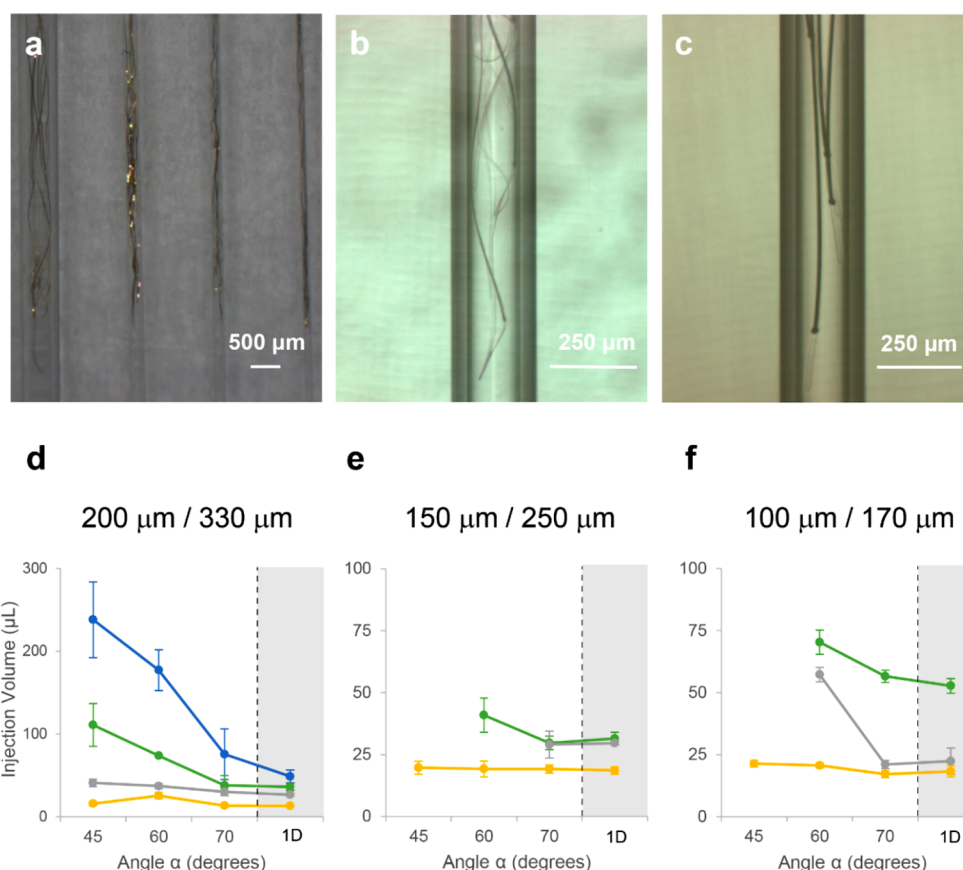 a
b
c
500 μm
250 μm
250 μm
d
e
f
200 μm / 330 μm
150 μm / 250 μm
100 μm / 170 μm
Injection Volume (μL)
300
200
100
0
45 60 70 1D
Angle α (degrees)
100
75
50
25
0
45 60 70 1D
Angle α (degrees)
100
75
50
25
0
45 60 70 1D
Angle α (degrees)